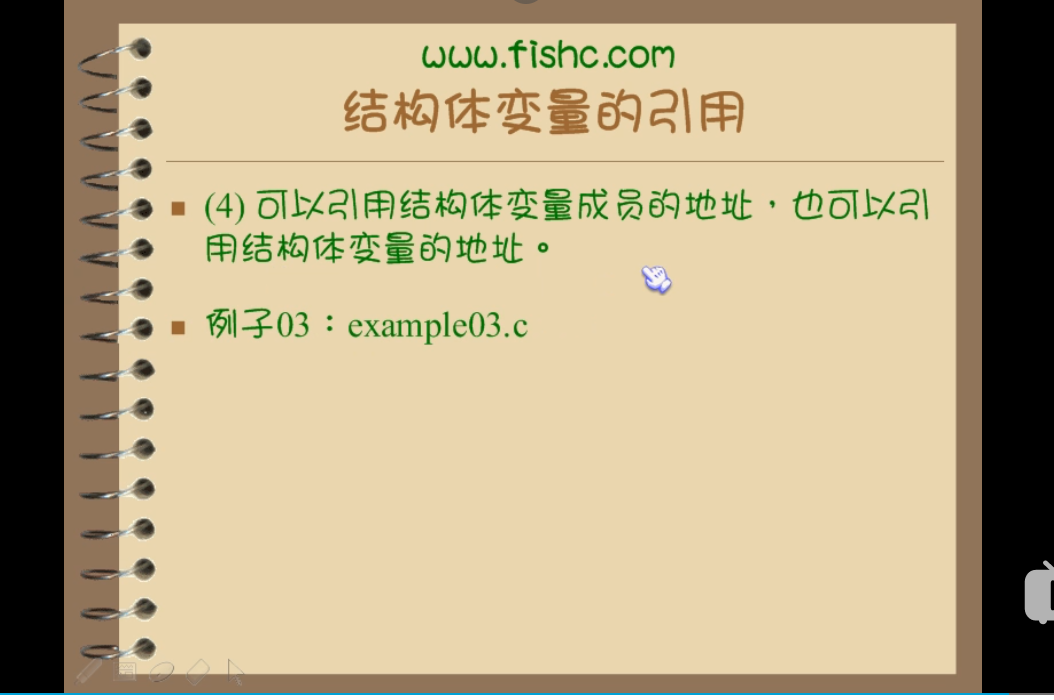 www.fishc.com
结构体变量的引用
(4) 可以引用结构体变量成员的地址，也可以引
用结构体变量的地址。
例子03：example03.c